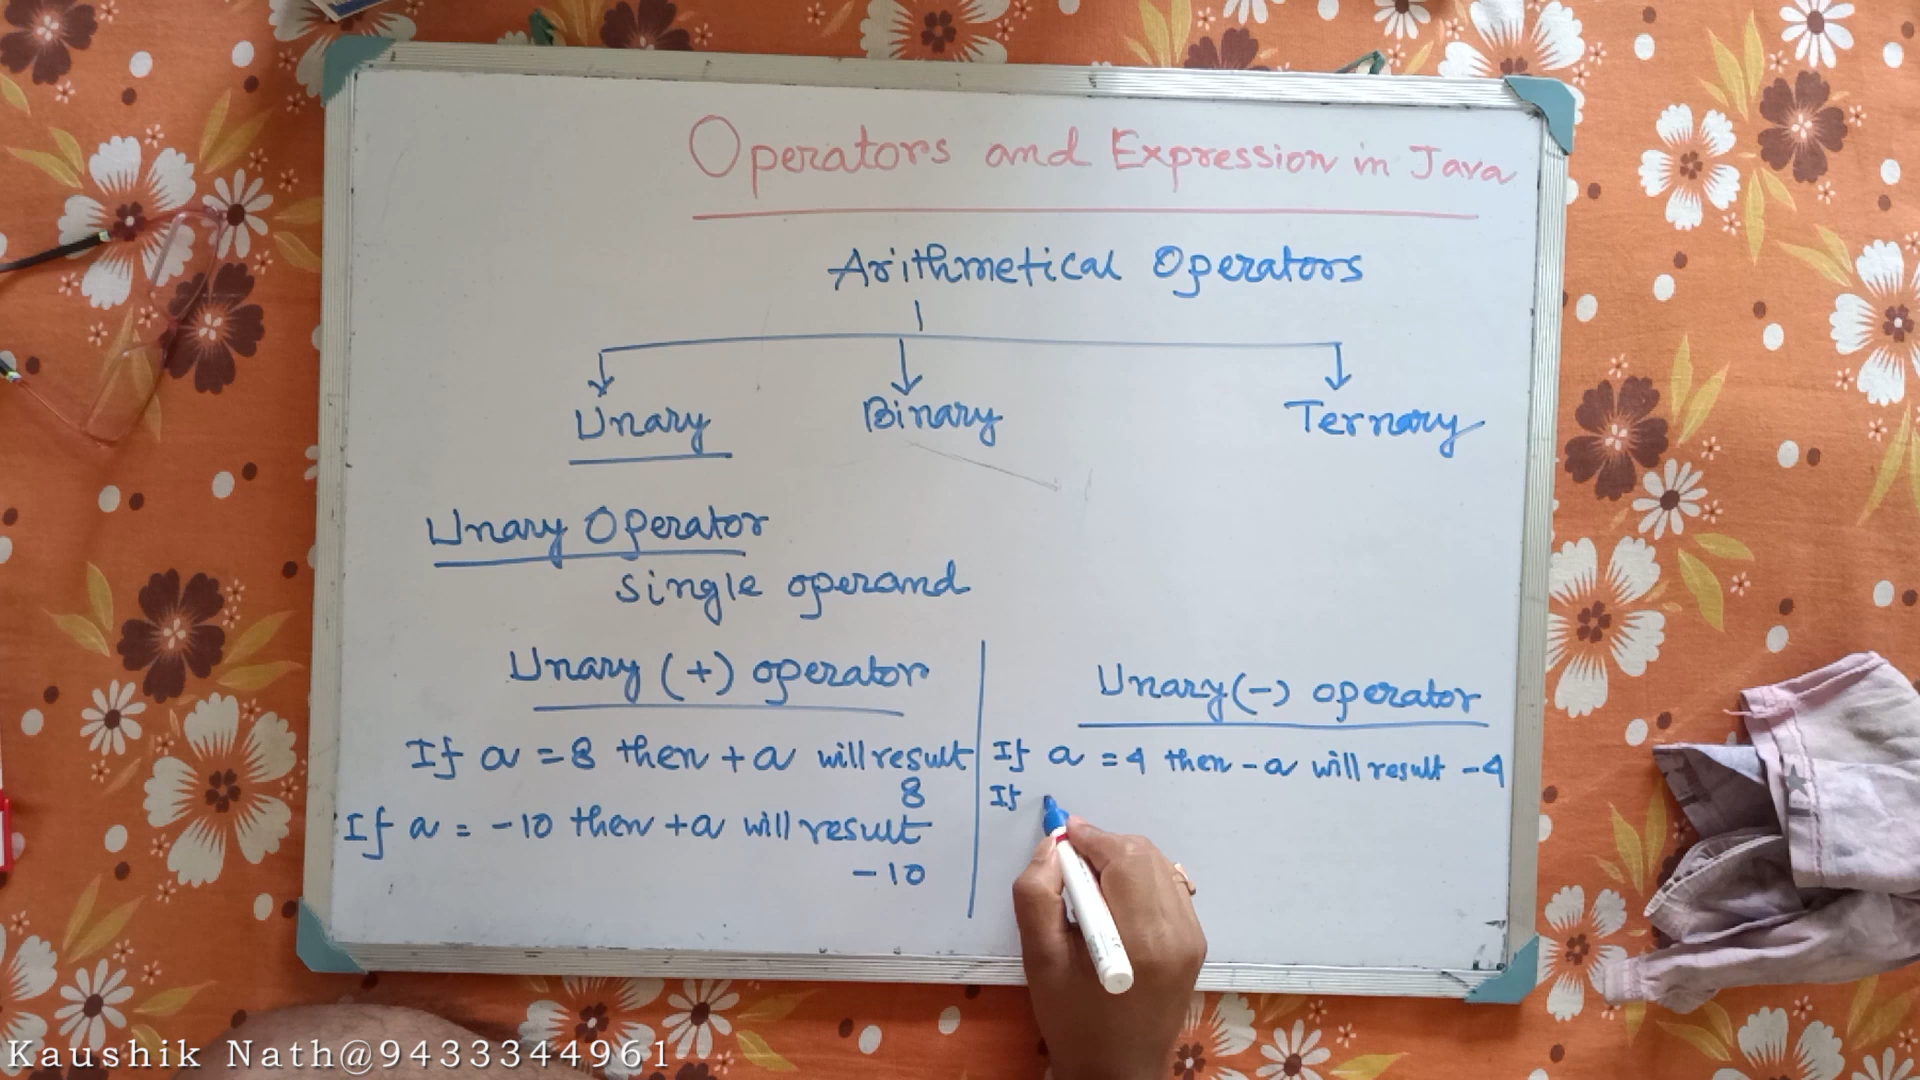 Operators and Expression in Java
Arithmetical Operators
Unary Binary Ternary
Unary Operator
single operand
Unary (+) operator
If a = 8 then +a will result
8
If a = -10 then +a will result
-10
Unary (-) operator
If a = 4 then -a will result -4
If
Kaushik Nath@9433344961